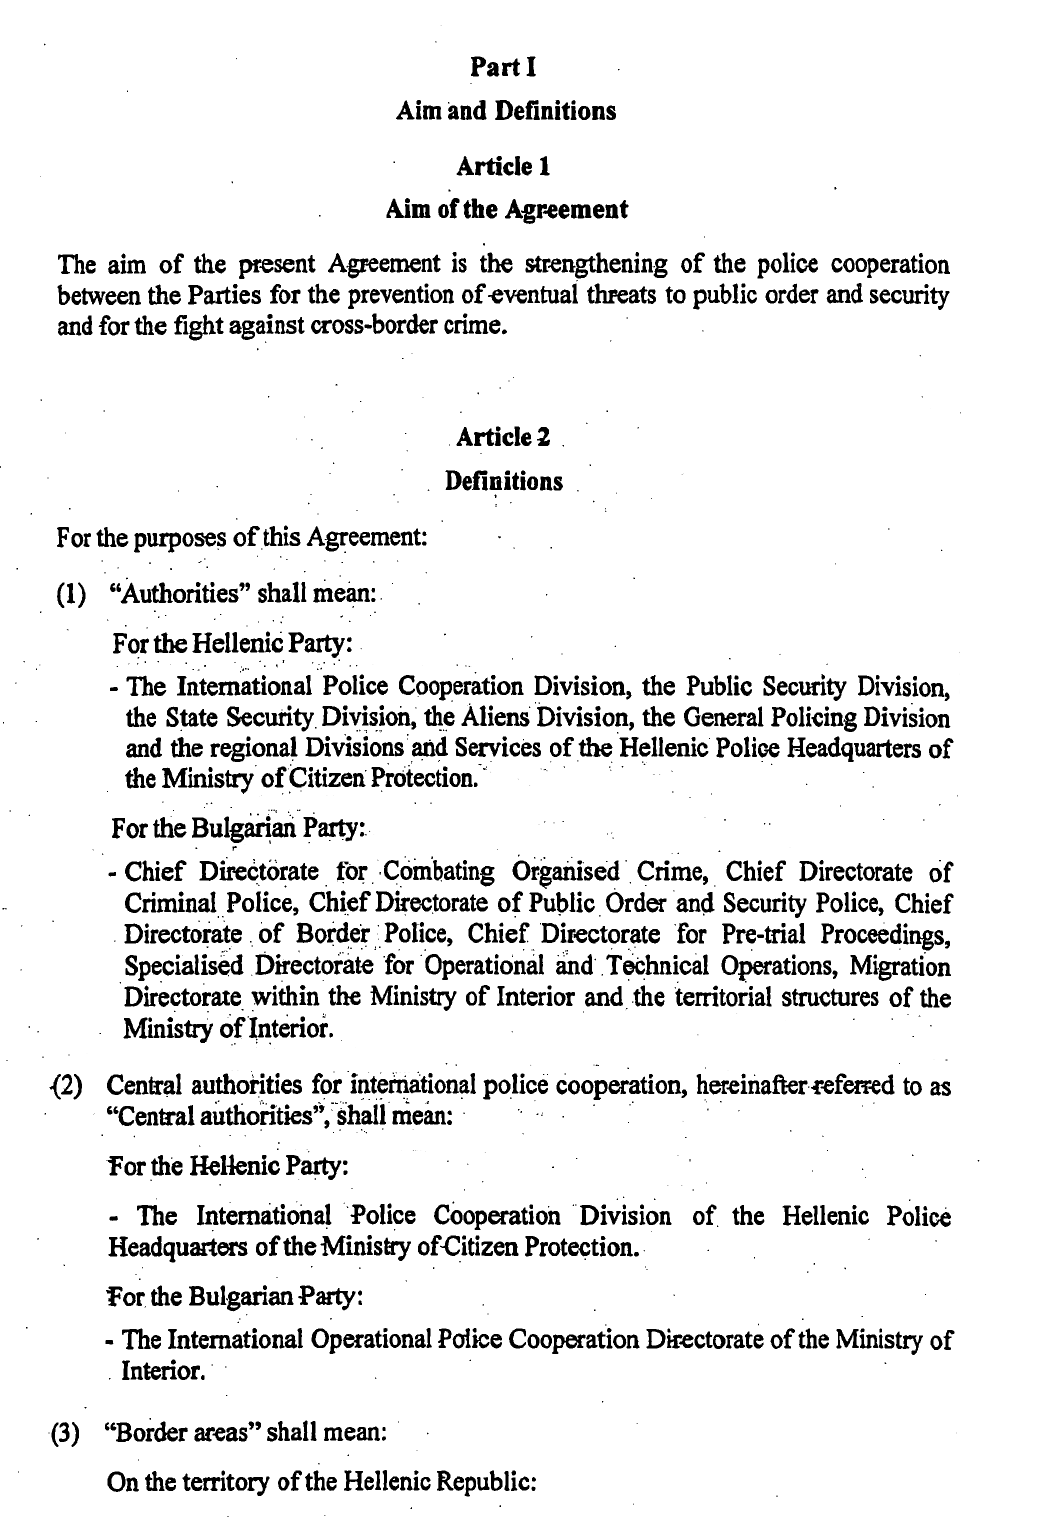 Part I
Aim and Definitions
Article 1
Aim of the Agreement
The aim of the present Agreement is the strengthening of the police cooperation
between the Parties for the prevention of eventual threats to public order and security
and for the fight against cross-border crime.
Article 2
Definitions
For the purposes of this Agreement:
(1) “Authorities” shall mean:
For the Hellenic Party:
- The International Police Cooperation Division, the Public Security Division,
the State Security Division, the Aliens Division, the General Policing Division
and the regional Divisions and Services of the Hellenic Police Headquarters of
the Ministry of Citizen Protection.
For the Bulgarian Party:
- Chief Directorate for Combating Organised Crime, Chief Directorate of
Criminal Police, Chief Directorate of Public Order and Security Police, Chief
Directorate of Border Police, Chief Directorate for Pre-trial Proceedings,
Specialised Directorate for Operational and Technical Operations, Migration
Directorate within the Ministry of Interior and the territorial structures of the
Ministry of Interior.
(2) Central authorities for international police cooperation, hereinafter referred to as
“Central authorities”, shall mean:
For the Hellenic Party:
- The International Police Cooperation Division of the Hellenic Police
Headquarters of the Ministry of Citizen Protection.
For the Bulgarian Party:
- The International Operational Police Cooperation Directorate of the Ministry of
Interior.
(3) “Border areas” shall mean:
On the territory of the Hellenic Republic: